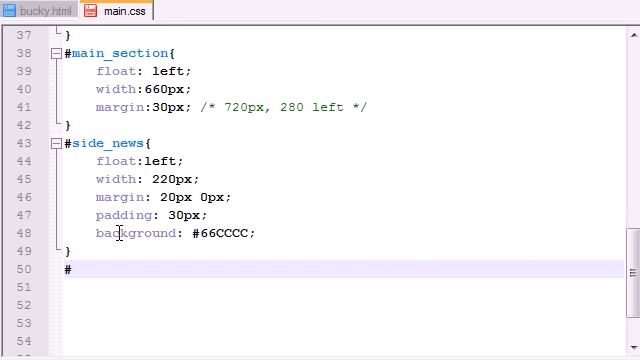 bucky.html main.css
37 }
38 #main_section{
39 float: left;
40 width:660px;
41 margin:30px; /* 720px, 280 left */
42 }
43 #side_news{
44 float:left;
45 width: 220px;
46 margin: 20px 0px;
47 padding: 30px;
48 background: #66CCCC;
49 }
50 #
51
52
53
54